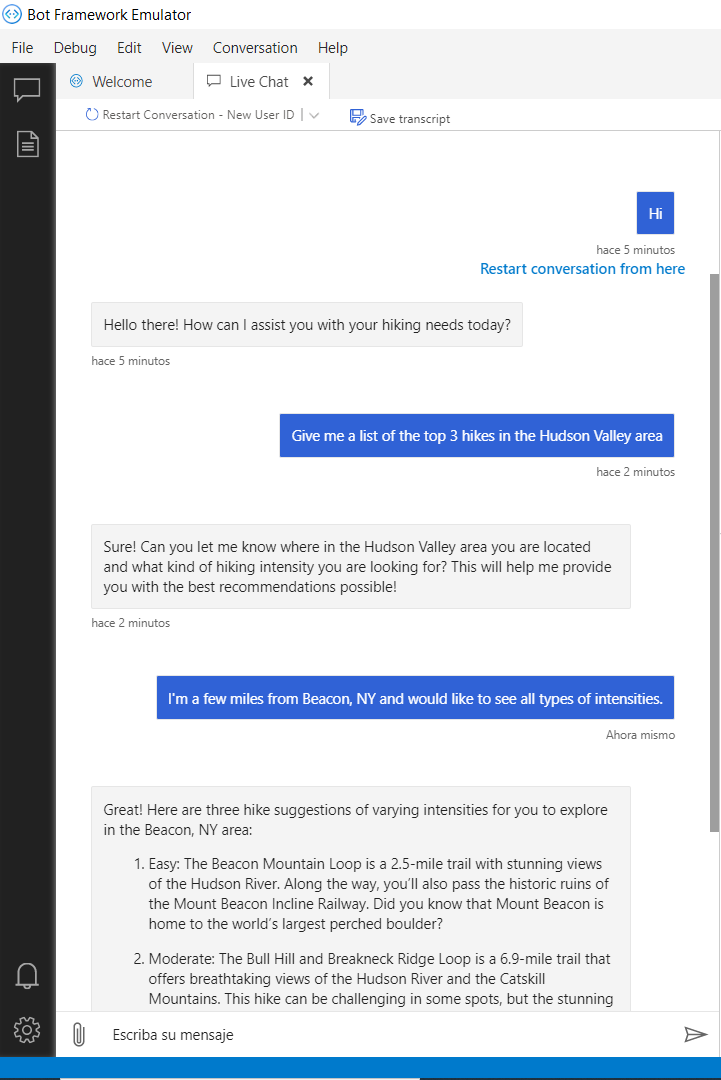 Bot Framework Emulator
File Debug Edit View Conversation Help
Welcome Live Chat
Restart Conversation - New User ID Save transcript
Hi
hace 5 minutos
Restart conversation from here
Hello there! How can I assist you with your hiking needs today?
hace 5 minutos
Give me a list of the top 3 hikes in the Hudson Valley area
hace 2 minutos
Sure! Can you let me know where in the Hudson Valley area you are located
and what kind of hiking intensity you are looking for? This will help me provide
you with the best recommendations possible!
hace 2 minutos
I'm a few miles from Beacon, NY and would like to see all types of intensities.
Ahora mismo
Great! Here are three hike suggestions of varying intensities for you to explore
in the Beacon, NY area:
1. Easy: The Beacon Mountain Loop is a 2.5-mile trail with stunning views
of the Hudson River. Along the way, you'll also pass the historic ruins of
the Mount Beacon Incline Railway. Did you know that Mount Beacon is
home to the world's largest perched boulder?
2. Moderate: The Bull Hill and Breakneck Ridge Loop is a 6.9-mile trail that
offers breathtaking views of the Hudson River and the Catskill
Mountains. This hike can be challenging in some spots, but the stunning
Escriba su mensaje